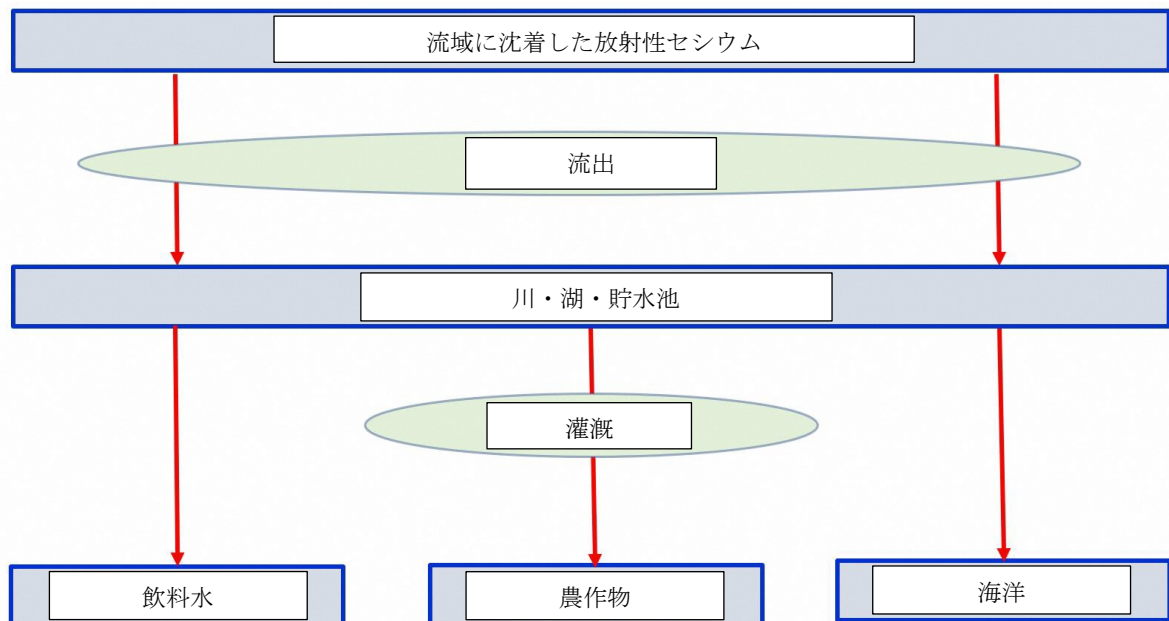 流域に沈着した放射性セシウム
流出
川・湖・貯水池
灌漑
飲料水
農作物
海洋